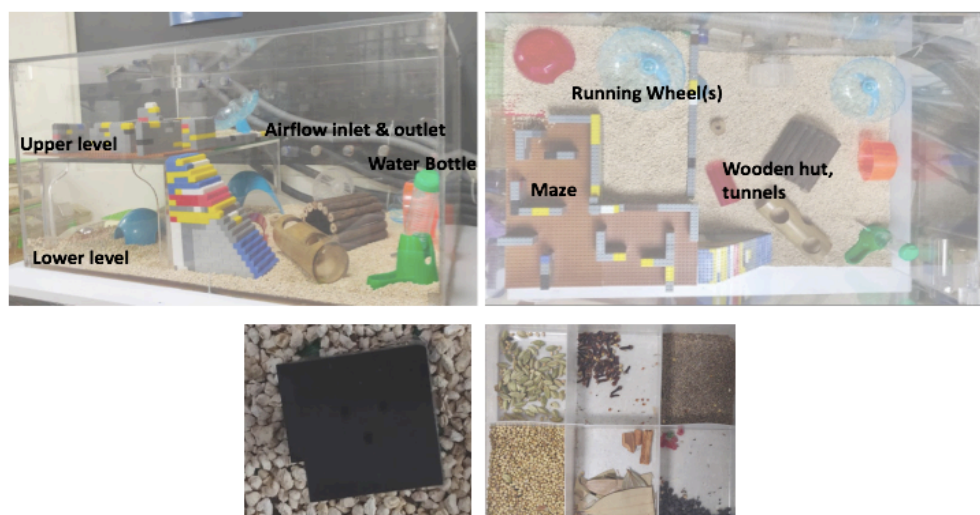 Upper level
Airflow inlet & outlet
Water Bottle
Lower level
Running Wheel(s)
Maze
Wooden hut,
tunnels